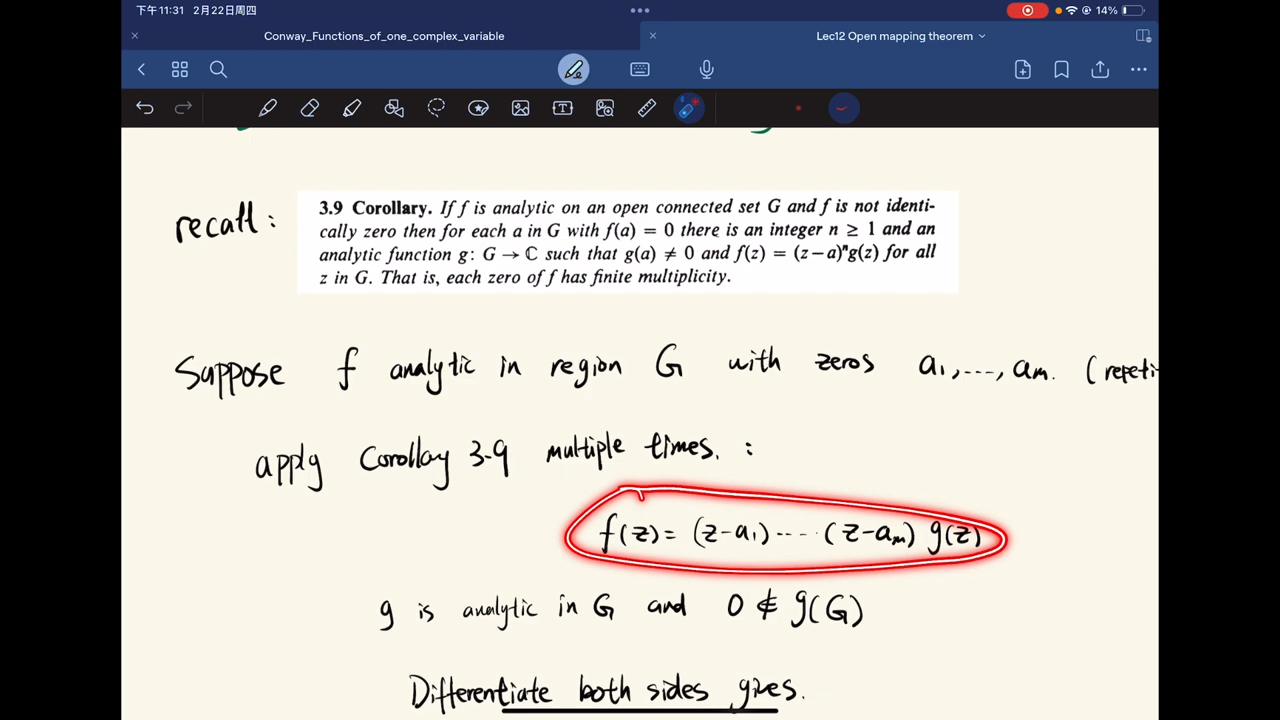 下午11:31 2月22日周四
14%
Conway_Functions_of_one_complex_variable
Lec12 Open mapping theorem
recall:
3.9 Corollary. If f is analytic on an open connected set G and f is not identi-
cally zero then for each a in G with f(a) = 0 there is an integer n ≥ 1 and an
analytic function g: G → ℂ such that g(a) ≠ 0 and f(z) = (z−a)ⁿg(z) for all
z in G. That is, each zero of f has finite multiplicity.
Suppose f analytic in region G with zeros a₁,---, aₘ. (repeti
apply Corollay 3-9 multiple times. :
f(z) = (z-a₁)---- (z-aₘ) g(z)
g is analytic in G and 0 ∉ g(G)
Differentiate both sides gives.